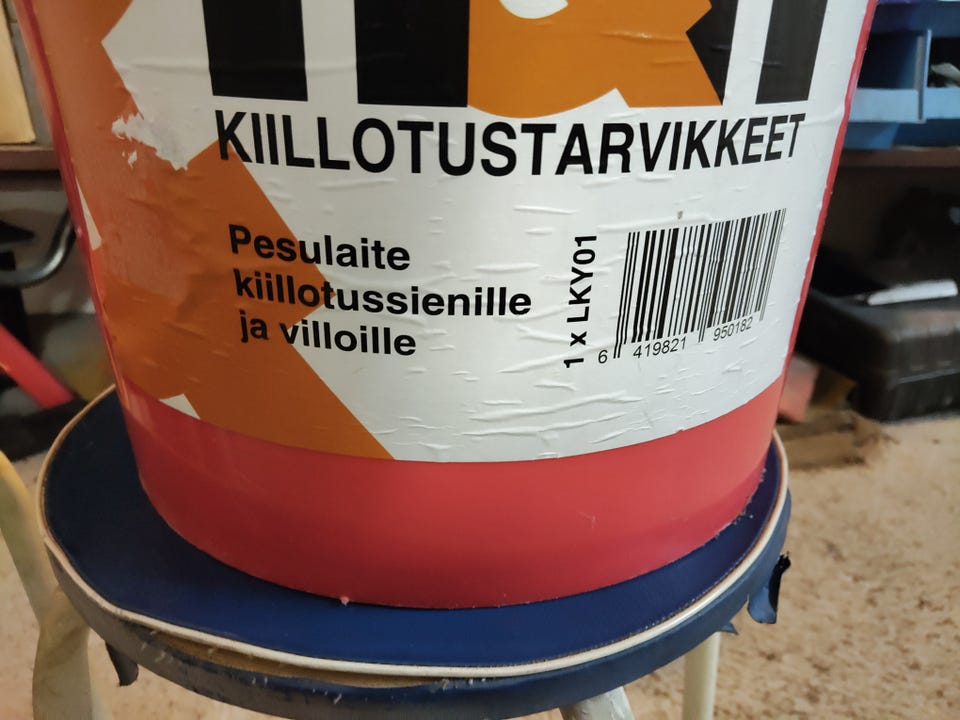 KIILLOTUSTARVIKKEET
Pesulaite
kiillotussienille
ja villoille
1 x LKY01
6 419821 950182